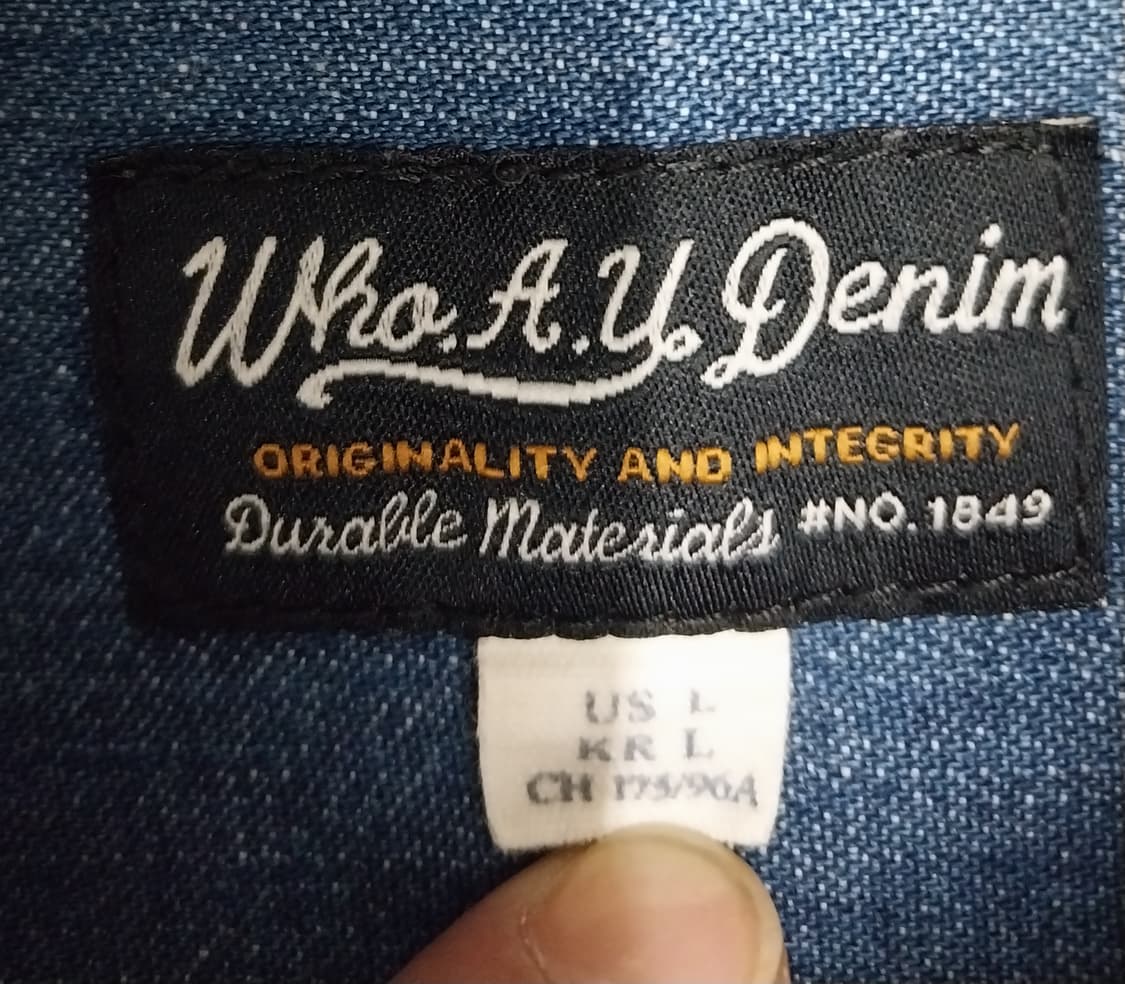 Who.A.U. Denim
ORIGINALITY AND INTEGRITY
Durable Materials #NO.1849
US L
KR L
CH 175/96A